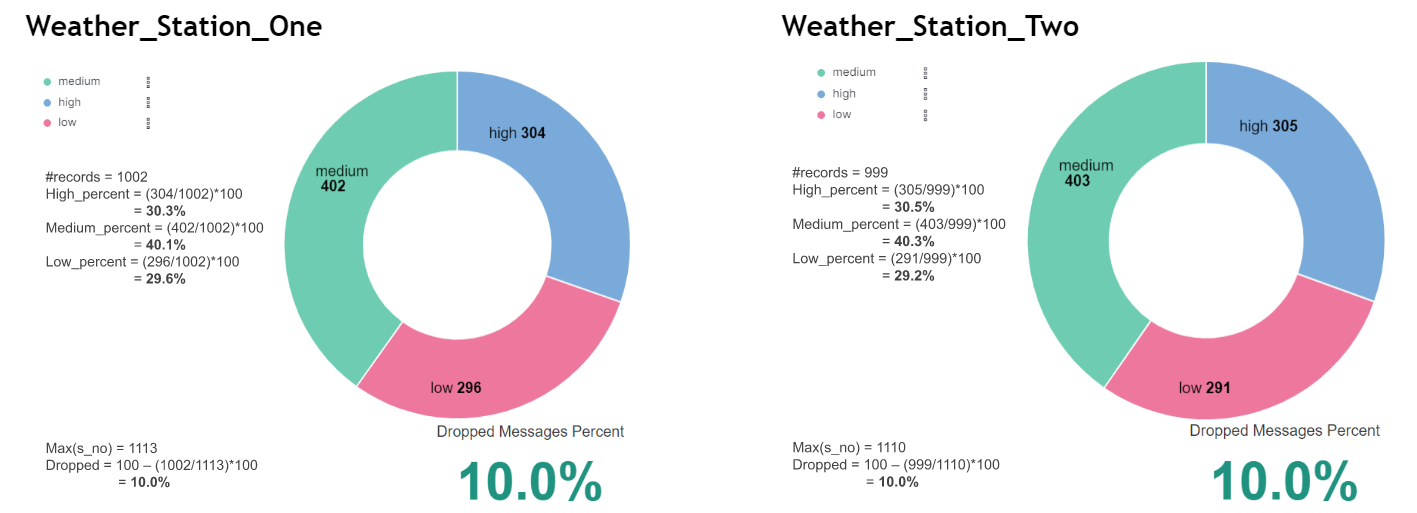 Weather_Station_One
medium
high
low
#records = 1002
High_percent = (304/1002)*100
= 30.3%
Medium_percent = (402/1002)*100
= 40.1%
Low_percent = (296/1002)*100
= 29.6%
high 304
medium
402
low 296
Max(s_no) = 1113
Dropped = 100 – (1002/1113)*100
= 10.0%
Dropped Messages Percent
10.0%
Weather_Station_Two
medium
high
low
#records = 999
High_percent = (305/999)*100
= 30.5%
Medium_percent = (403/999)*100
= 40.3%
Low_percent = (291/999)*100
= 29.2%
high 305
medium
403
low 291
Max(s_no) = 1110
Dropped = 100 – (999/1110)*100
= 10.0%
Dropped Messages Percent
10.0%